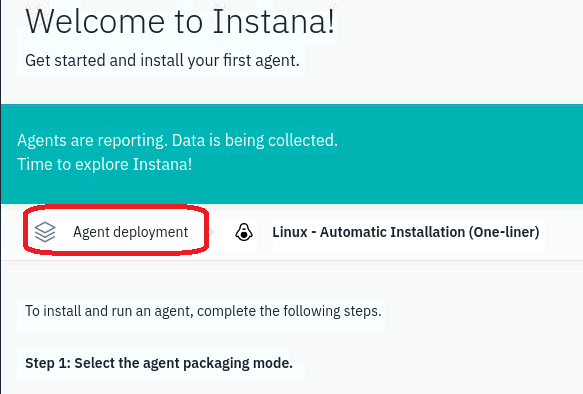 Welcome to Instana!
Get started and install your first agent.
Agents are reporting. Data is being collected.
Time to explore Instana!
Agent deployment Linux - Automatic Installation (One-liner)
To install and run an agent, complete the following steps.
Step 1: Select the agent packaging mode.